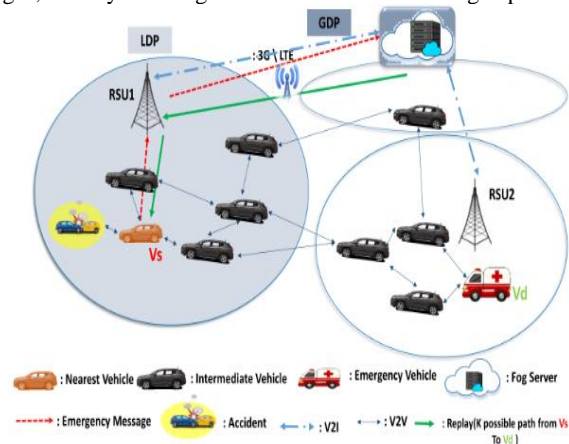 GDP
LDP
: 3G \ LTE
RSU1
RSU2
Vs
Vd
: Nearest Vehicle
: Intermediate Vehicle
: Emergency Vehicle
: Fog Server
: Emergency Message
: Accident
: V2I
: V2V
: Replay(K possible path from Vs
To Vd )